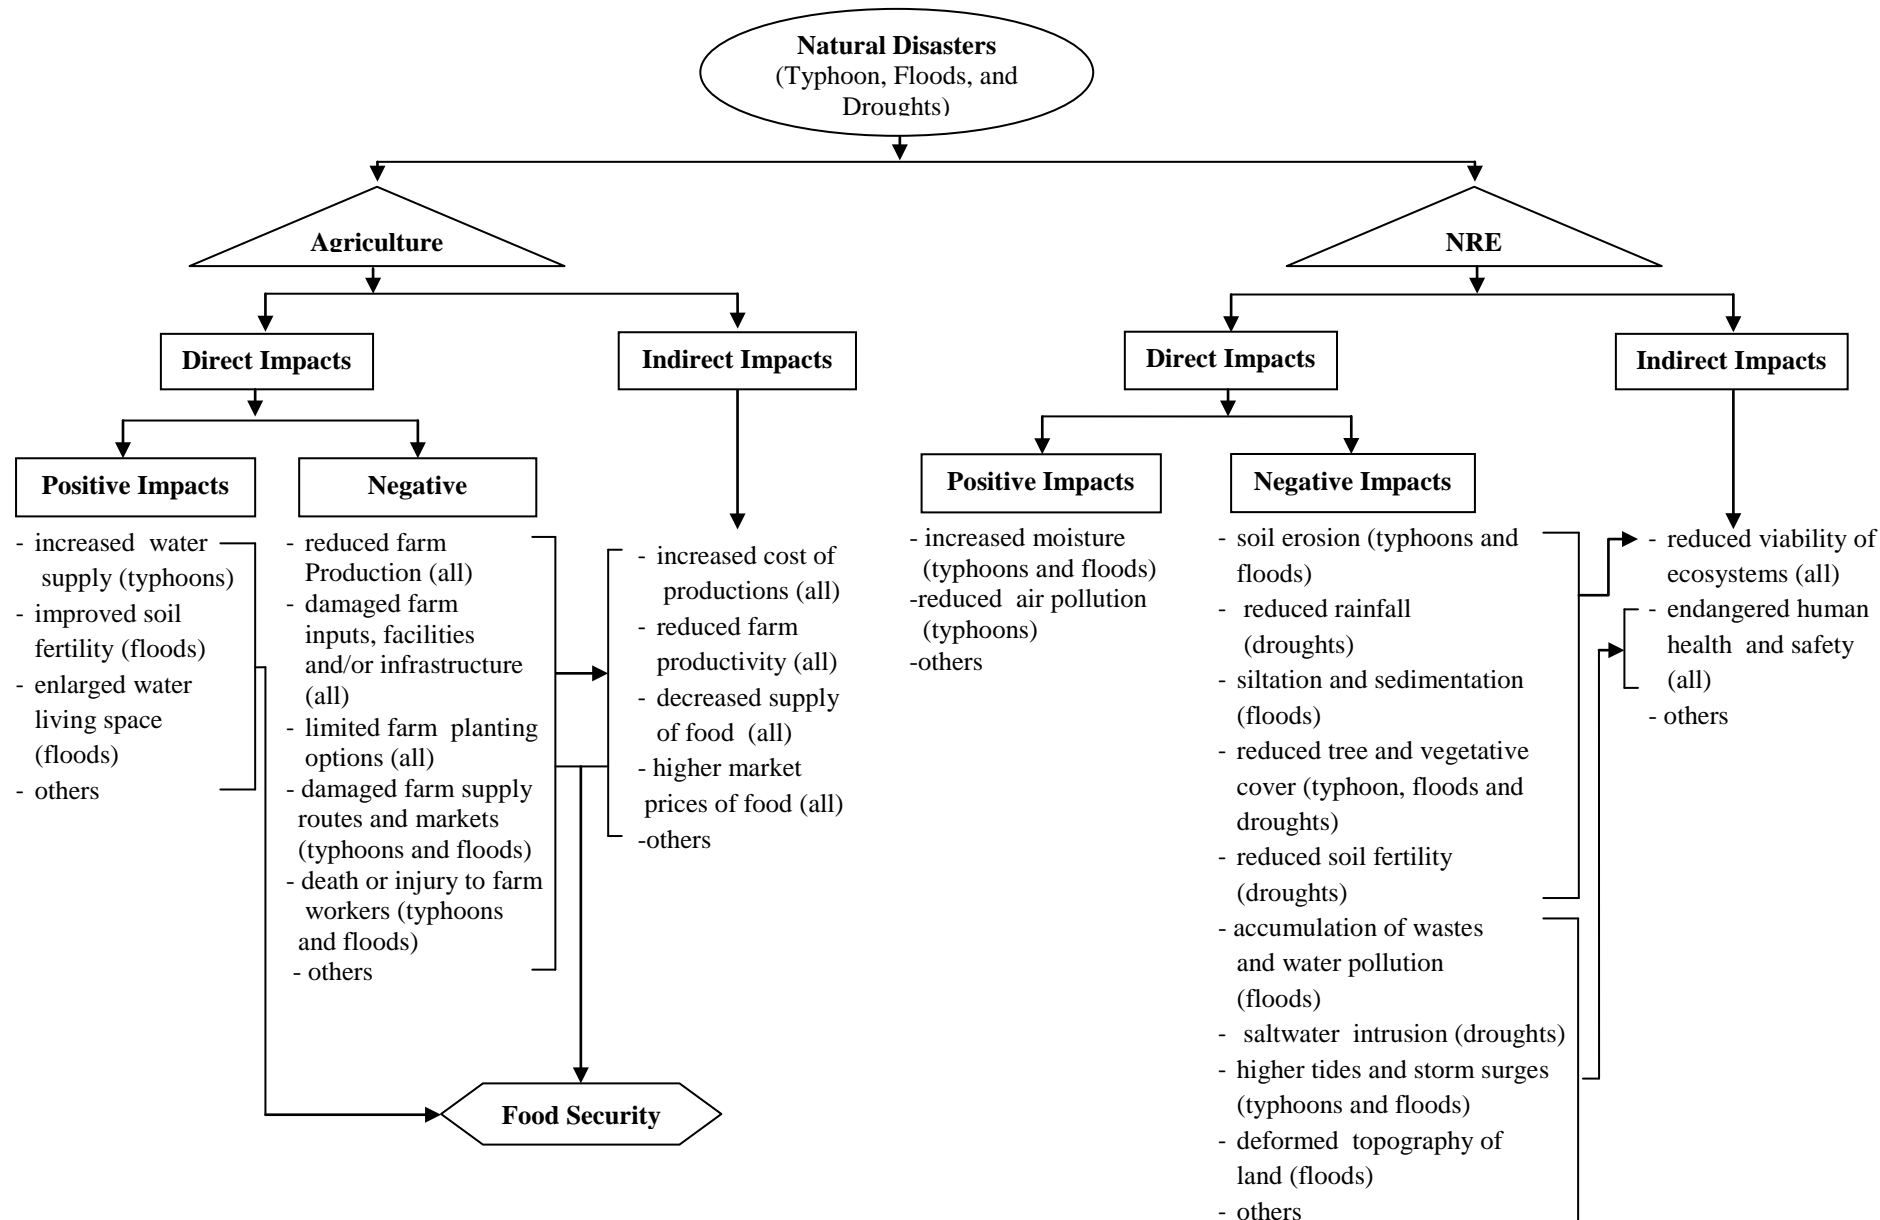 Natural Disasters
(Typhoon, Floods, and
Droughts)
Agriculture
NRE
Direct Impacts
Indirect Impacts
Direct Impacts
Indirect Impacts
Positive Impacts
Negative
Positive Impacts
Negative Impacts
- increased water
supply (typhoons)
- improved soil
fertility (floods)
- enlarged water
living space
(floods)
- others
- reduced farm
Production (all)
- damaged farm
inputs, facilities
and/or infrastructure
(all)
- limited farm planting
options (all)
- damaged farm supply
routes and markets
(typhoons and floods)
- death or injury to farm
workers (typhoons
and floods)
- others
- increased cost of
productions (all)
- reduced farm
productivity (all)
- decreased supply
of food (all)
- higher market
prices of food (all)
-others
Food Security
- increased moisture
(typhoons and floods)
-reduced air pollution
(typhoons)
-others
- soil erosion (typhoons and
floods)
- reduced rainfall
(droughts)
- siltation and sedimentation
(floods)
- reduced tree and vegetative
cover (typhoon, floods and
droughts)
- reduced soil fertility
(droughts)
- accumulation of wastes
and water pollution
(floods)
- saltwater intrusion (droughts)
- higher tides and storm surges
(typhoons and floods)
- deformed topography of
land (floods)
- others
- reduced viability of
ecosystems (all)
- endangered human
health and safety
(all)
- others